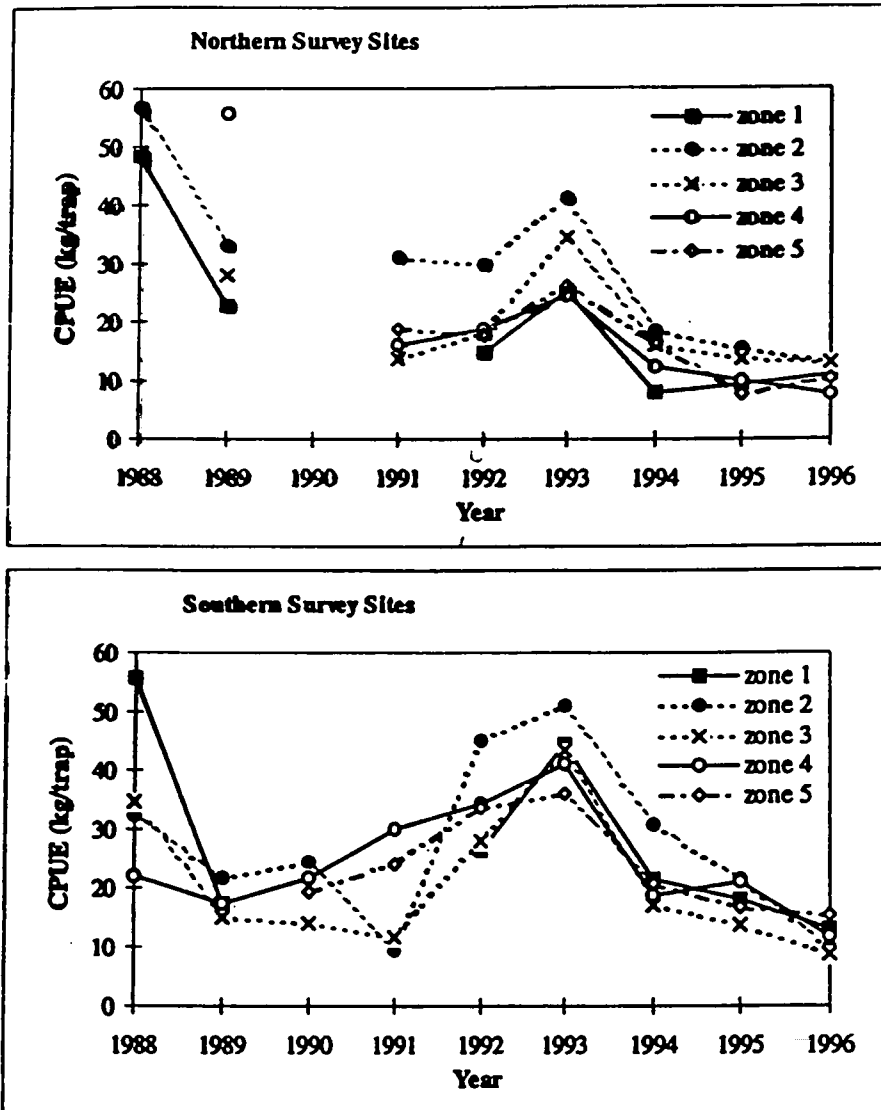 Northern Survey Sites
60
50
40
30
20
10
0
CPUE (kg/trap)
zone 1
zone 2
zone 3
zone 4
zone 5
1988 1989 1990 1991 1992 1993 1994 1995 1996
Year
Southern Survey Sites
60
50
40
30
20
10
0
CPUE (kg/trap)
zone 1
zone 2
zone 3
zone 4
zone 5
1988 1989 1990 1991 1992 1993 1994 1995 1996
Year